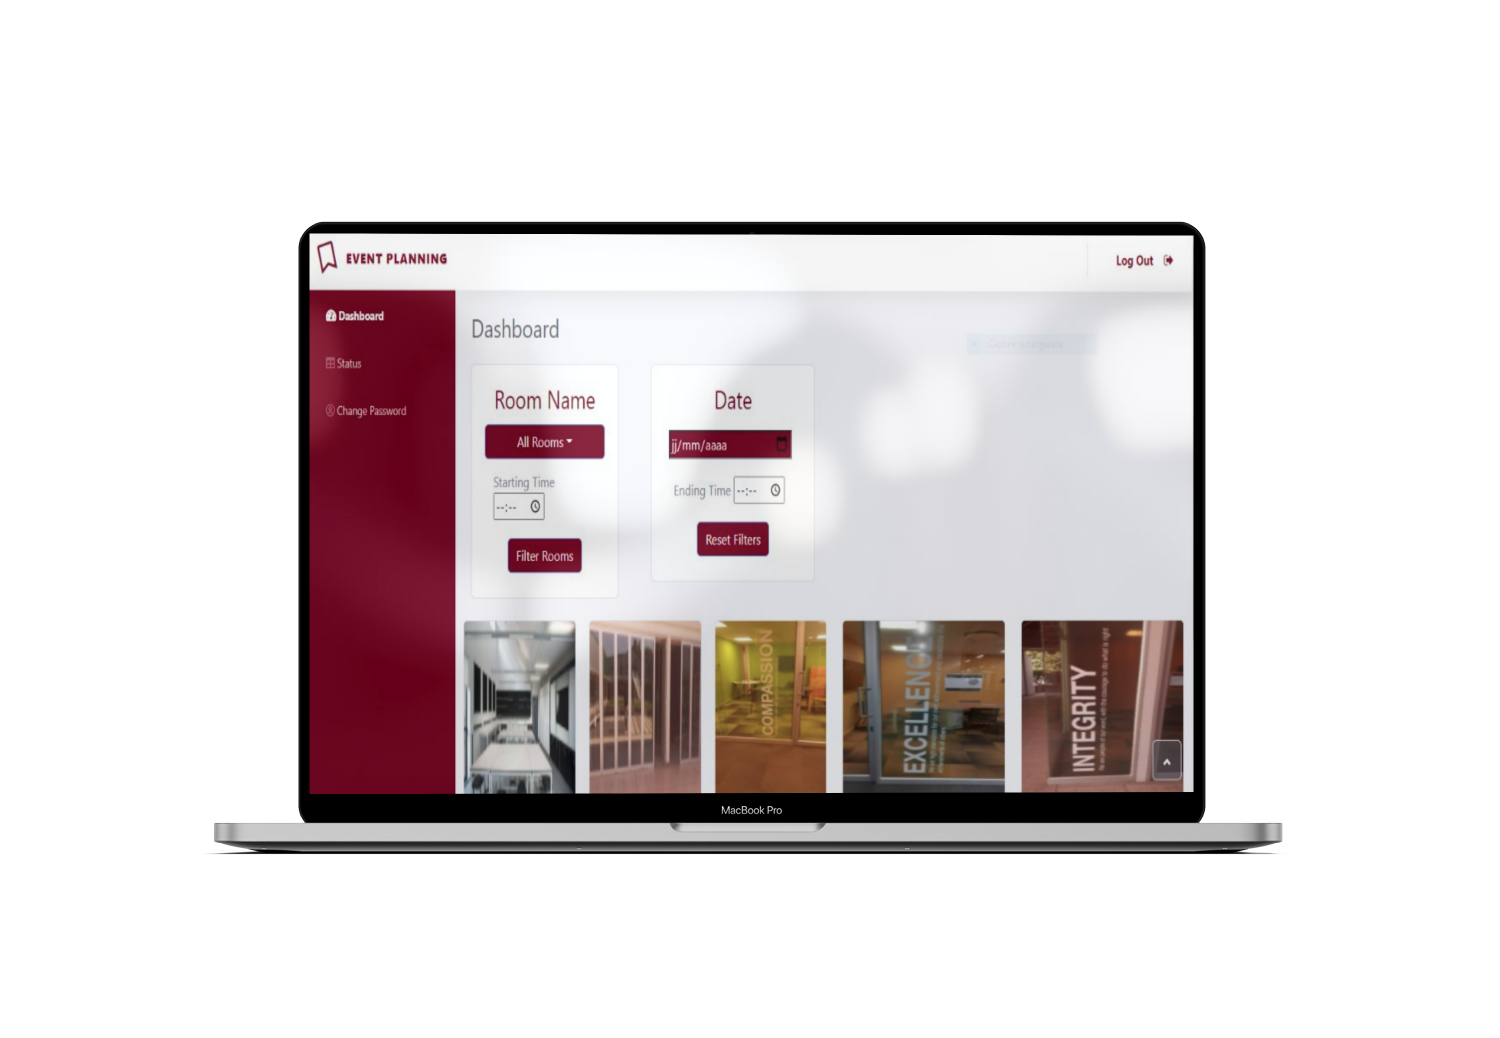 EVENT PLANNING
Log Out
Dashboard
Status
Change Password
Dashboard
Room Name
All Rooms
Starting Time
--:--
Filter Rooms
Date
jj/mm/aaaa
Ending Time --:--
Reset Filters
COMPASSION
EXCELLENCE
INTEGRITY
MacBook Pro